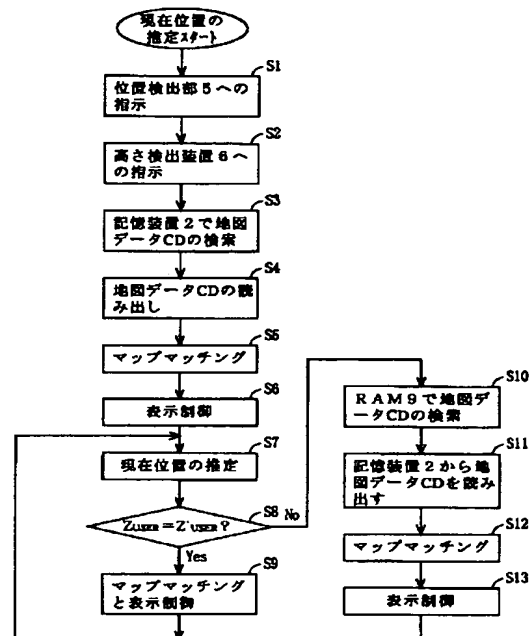 現在位置の
推定スタート
S1
位置検出部5への
指示
S2
高さ検出装置6へ
の指示
S3
記憶装置2で地図
データCDの検索
S4
地図データCDの読
み出し
S5
マップマッチング
S6
表示制御
S7
現在位置の推定
S8
ZUSER=Z'USER?
No
Yes
S9
マップマッチング
と表示制御
S10
RAM9で地図デ
ータCDの検索
S11
記憶装置2から地
図データCDを読み出
す
S12
マップマッチング
S13
表示制御